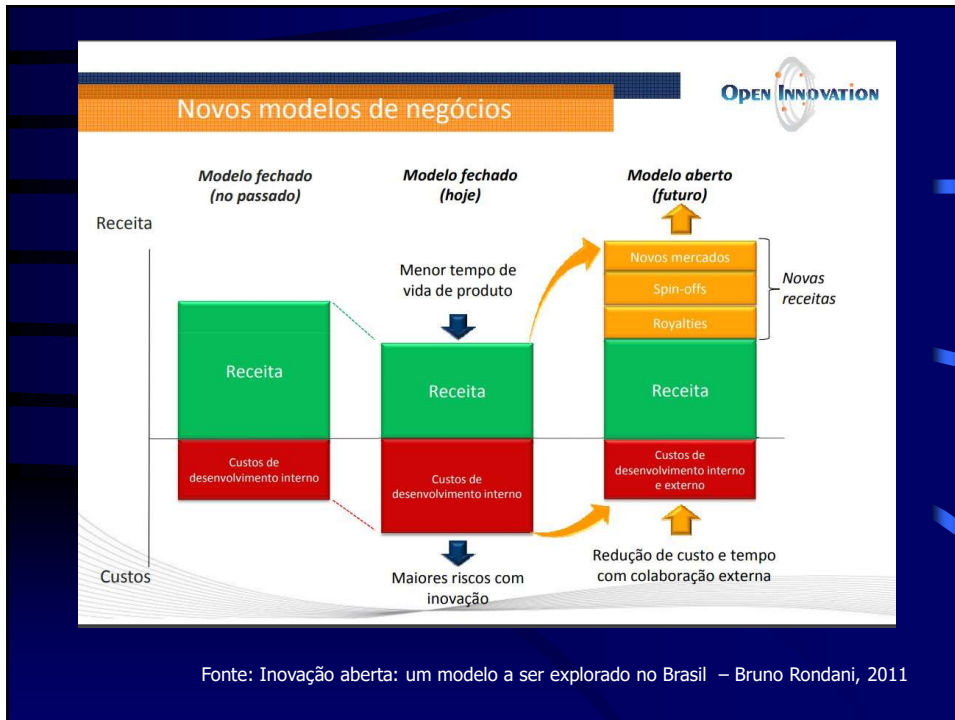 OPEN INNOVATION
Novos modelos de negócios
Modelo fechado
(no passado)
Modelo fechado
(hoje)
Modelo aberto
(futuro)
Receita
Menor tempo de
vida de produto
Novos mercados
Spin-offs
Royalties
Novas
receitas
Receita
Receita
Receita
Custos de
desenvolvimento interno
Custos de
desenvolvimento interno
Custos de
desenvolvimento interno
e externo
Custos
Maiores riscos com
inovação
Redução de custo e tempo
com colaboração externa
Fonte: Inovação aberta: um modelo a ser explorado no Brasil – Bruno Rondani, 2011